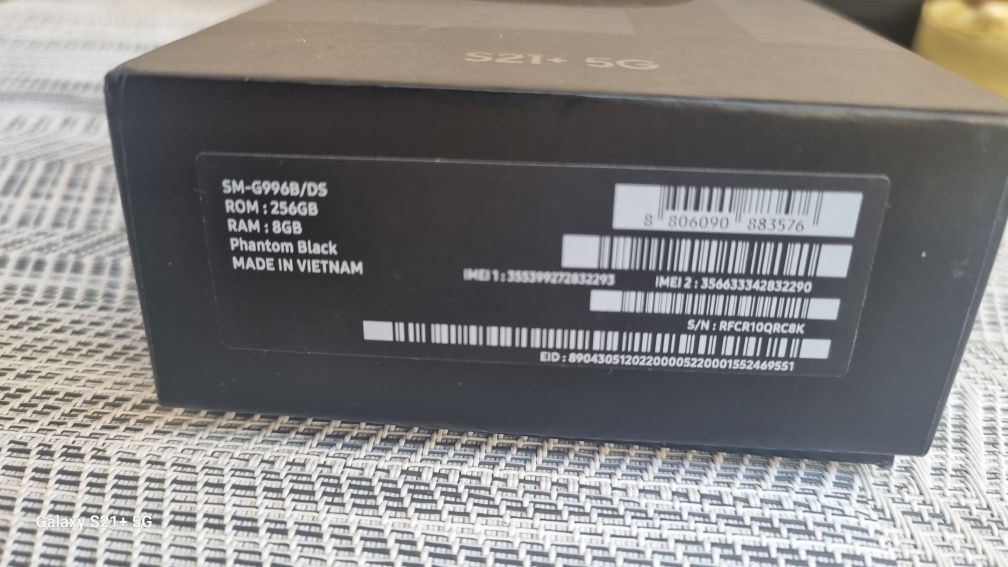 S21+ 5G
SM-G996B/DS
ROM : 256GB
RAM : 8GB
Phantom Black
MADE IN VIETNAM
8 806090 883576
IMEI 1 : 355399272832293
IMEI 2 : 356633342832290
S/N : RFCR10QRC8K
EID : 89043051202200005220001552469551
Galaxy S21+ 5G